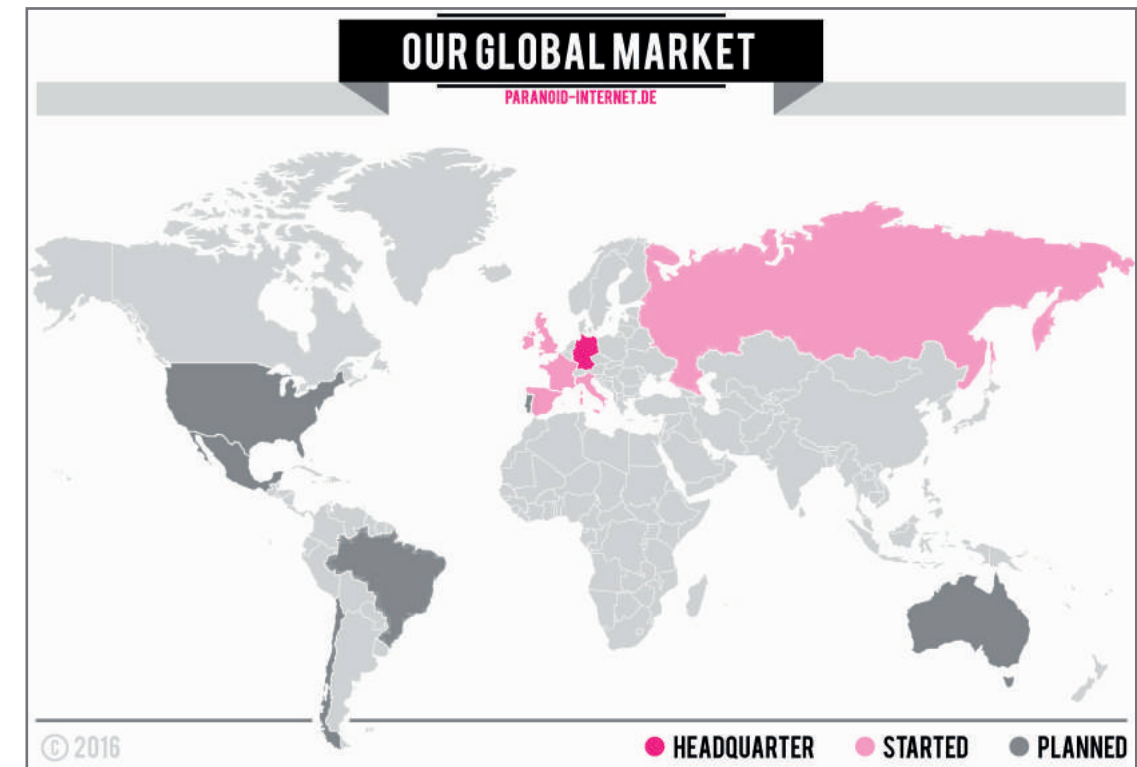 OUR GLOBAL MARKET
PARANOID-INTERNET.DE
© 2016
HEADQUARTER
STARTED
PLANNED